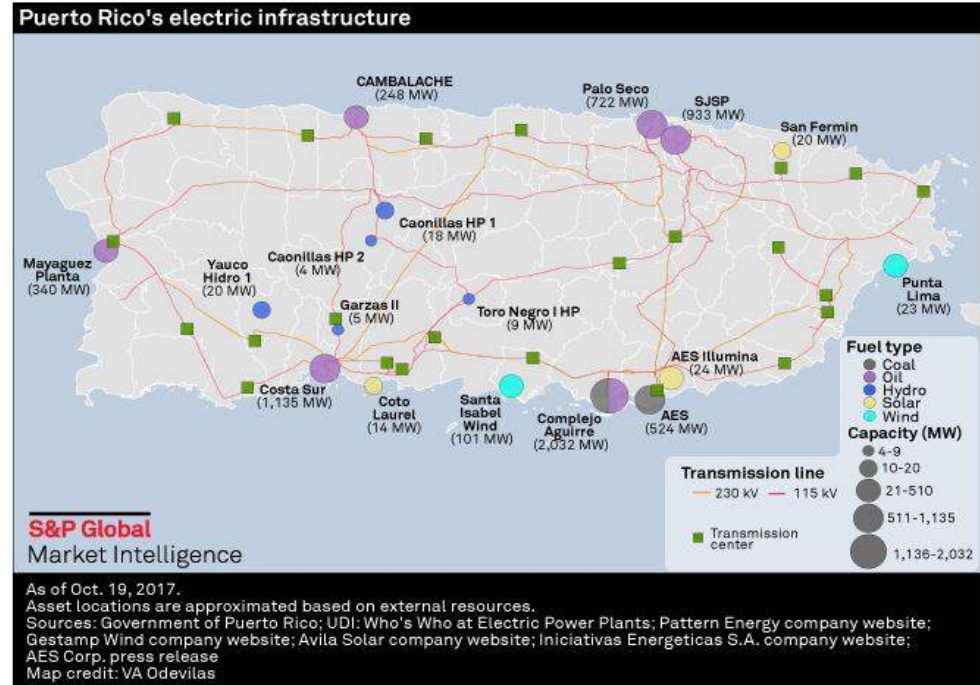 Puerto Rico's electric infrastructure
CAMBALACHE
(248 MW)
Palo Seco
(722 MW)
SJSP
(933 MW)
San Fermin
(20 MW)
Caonillas HP 1
(18 MW)
Caonillas HP 2
(4 MW)
Mayaguez
Planta
(340 MW)
Yauco
Hidro 1
(20 MW)
Garzas II
(5 MW)
Toro Negro I HP
(9 MW)
Punta
Lima
(23 MW)
AES Illumina
(24 MW)
Costa Sur
(1,135 MW)
Coto
Laurel
(14 MW)
Santa
Isabel
Wind
(101 MW)
Complejo
Aguirre
(2,032 MW)
AES
(524 MW)
Fuel type
Coal
Oil
Hydro
Solar
Wind
Capacity (MW)
4-9
10-20
21-510
511-1,135
1,136-2,032
Transmission line
230 kV 115 kV
Transmission
center
S&P Global
Market Intelligence
As of Oct. 19, 2017.
Asset locations are approximated based on external resources.
Sources: Government of Puerto Rico; UDI: Who's Who at Electric Power Plants; Pattern Energy company website;
Gestamp Wind company website; Avila Solar company website; Iniciativas Energeticas S.A. company website;
AES Corp. press release
Map credit: VA Odevilas